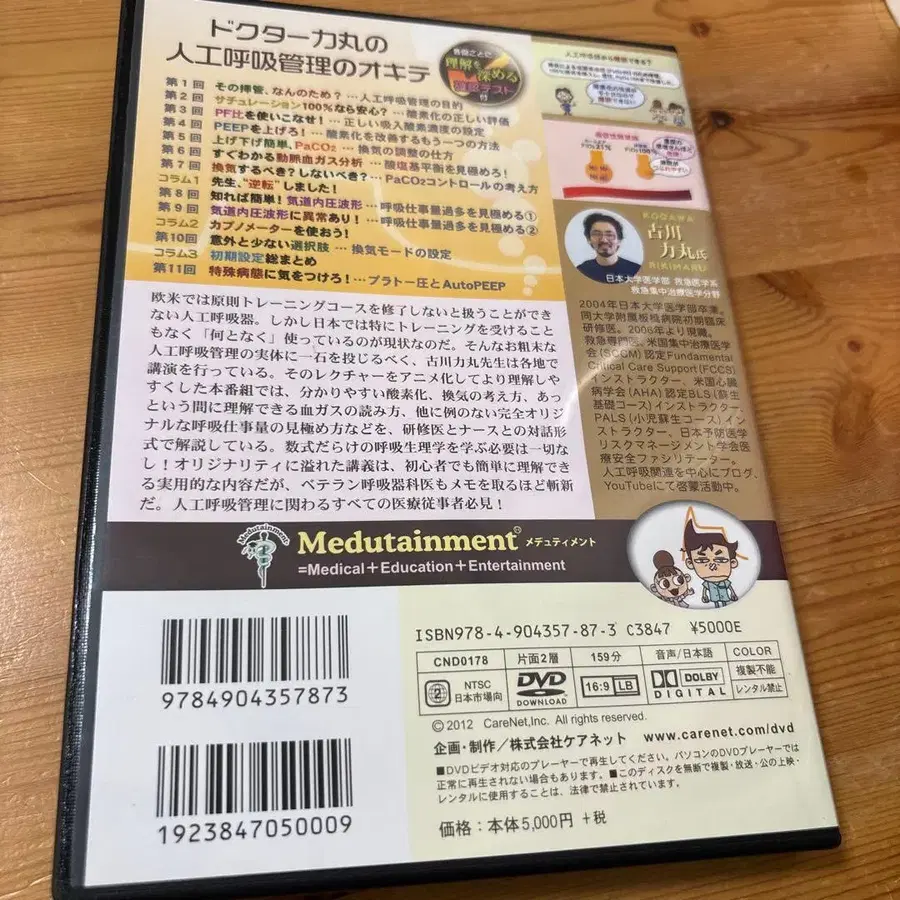 ドクター力丸の
人工呼吸管理のオキテ
理解を深める
確認テスト
付
第1回 その挿管、なんのため？…人工呼吸管理の目的
第2回 サチュレーション100％なら安心？…酸素化の正しい評価
第3回 PF比を使いこなせ！…正しい吸入酸素濃度の設定
第4回 PEEPを上げろ！…酸素化を改善するもう一つの方法
第5回 上げ下げ簡単、PaCO2 …換気の調整の仕方
第6回 すぐわかる動脈血ガス分析 …酸塩基平衡を見極めろ！
第7回 換気するべき？しないべき？…PaCO2コントロールの考え方
コラム1 先生、"逆転"しました！
第8回 知れば簡単！気道内圧波形 …呼吸仕事量過多を見極める①
第9回 気道内圧波形に異常あり！…呼吸仕事量過多を見極める②
コラム2 カプノメーターを使おう！
第10回 意外と少ない選択肢 …換気モードの設定
コラム3 初期設定総まとめ
第11回 特殊病態に気をつけろ！…プラトー圧とAutoPEEP
欧米では原則トレーニングコースを修了しないと扱うことがで
きない人工呼吸器。しかし日本では特にトレーニングを受けること
もなく「何となく」使っているのが現状なのだ。そんなお粗末な
人工呼吸管理の実体に一石を投じるべく、古川力丸先生は各地で
講演を行っている。そのレクチャーをアニメ化してより理解しや
すくした本番組では、分かりやすい酸素化、換気の考え方、あっ
という間に理解できる血ガスの読み方、他に例のない完全オリジ
ナルな呼吸仕事量の見極め方などを、研修医とナースとの対話形
式で解説している。数式だらけの呼吸生理学を学ぶ必要は一切な
し！オリジナリティに溢れた講義は、初心者でも簡単に理解でき
る実用的な内容だが、ベテラン呼吸器科医もメモを取るほど斬新
だ。人工呼吸管理に関わるすべての医療従事者必見！
KOGAWA
古川
力丸氏
RIKIMARU
日本大学医学部 救急医学系
救急集中治療医学分野
2004年日本大学医学部卒業。
同大学附属板橋病院初期臨床
研修医。2006年より現職。
救急専門医。米国集中治療医学
会(SCCM)認定Fundamental
Critical Care Support(FCCS)
インストラクター、米国心臓
病学会(AHA)認定BLS(蘇生
基礎コース)インストラクター、
PALS(小児蘇生コース)イン
ストラクター、日本予防医学
リスクマネージメント学会医
療安全ファシリテーター。
人工呼吸関連を中心にブログ、
YouTubeにて啓蒙活動中。
Medutainment
Medutainment メデュティメント
=Medical＋Education＋Entertainment
9784904357873
1923847050009
ISBN978-4-904357-87-3 C3847 ¥5000E
CND0178 片面2層 159分 音声/日本語 COLOR
2 NTSC 日本市場向 DVD DOWNLOAD 16:9 LB DOLBY DIGITAL 複製不能 レンタル禁止
©2012 CareNet,Inc. All rights reserved.
企画・制作／株式会社ケアネット www.carenet.com/dvd
■DVDビデオ対応のプレーヤーで再生してください。パソコンのDVDプレーヤーでは
正常に再生されない場合もあります。■このディスクを無断で複製・放送・公の上映・
レンタルに使用することは、法律で禁止されています。
価格：本体5,000円 ＋税